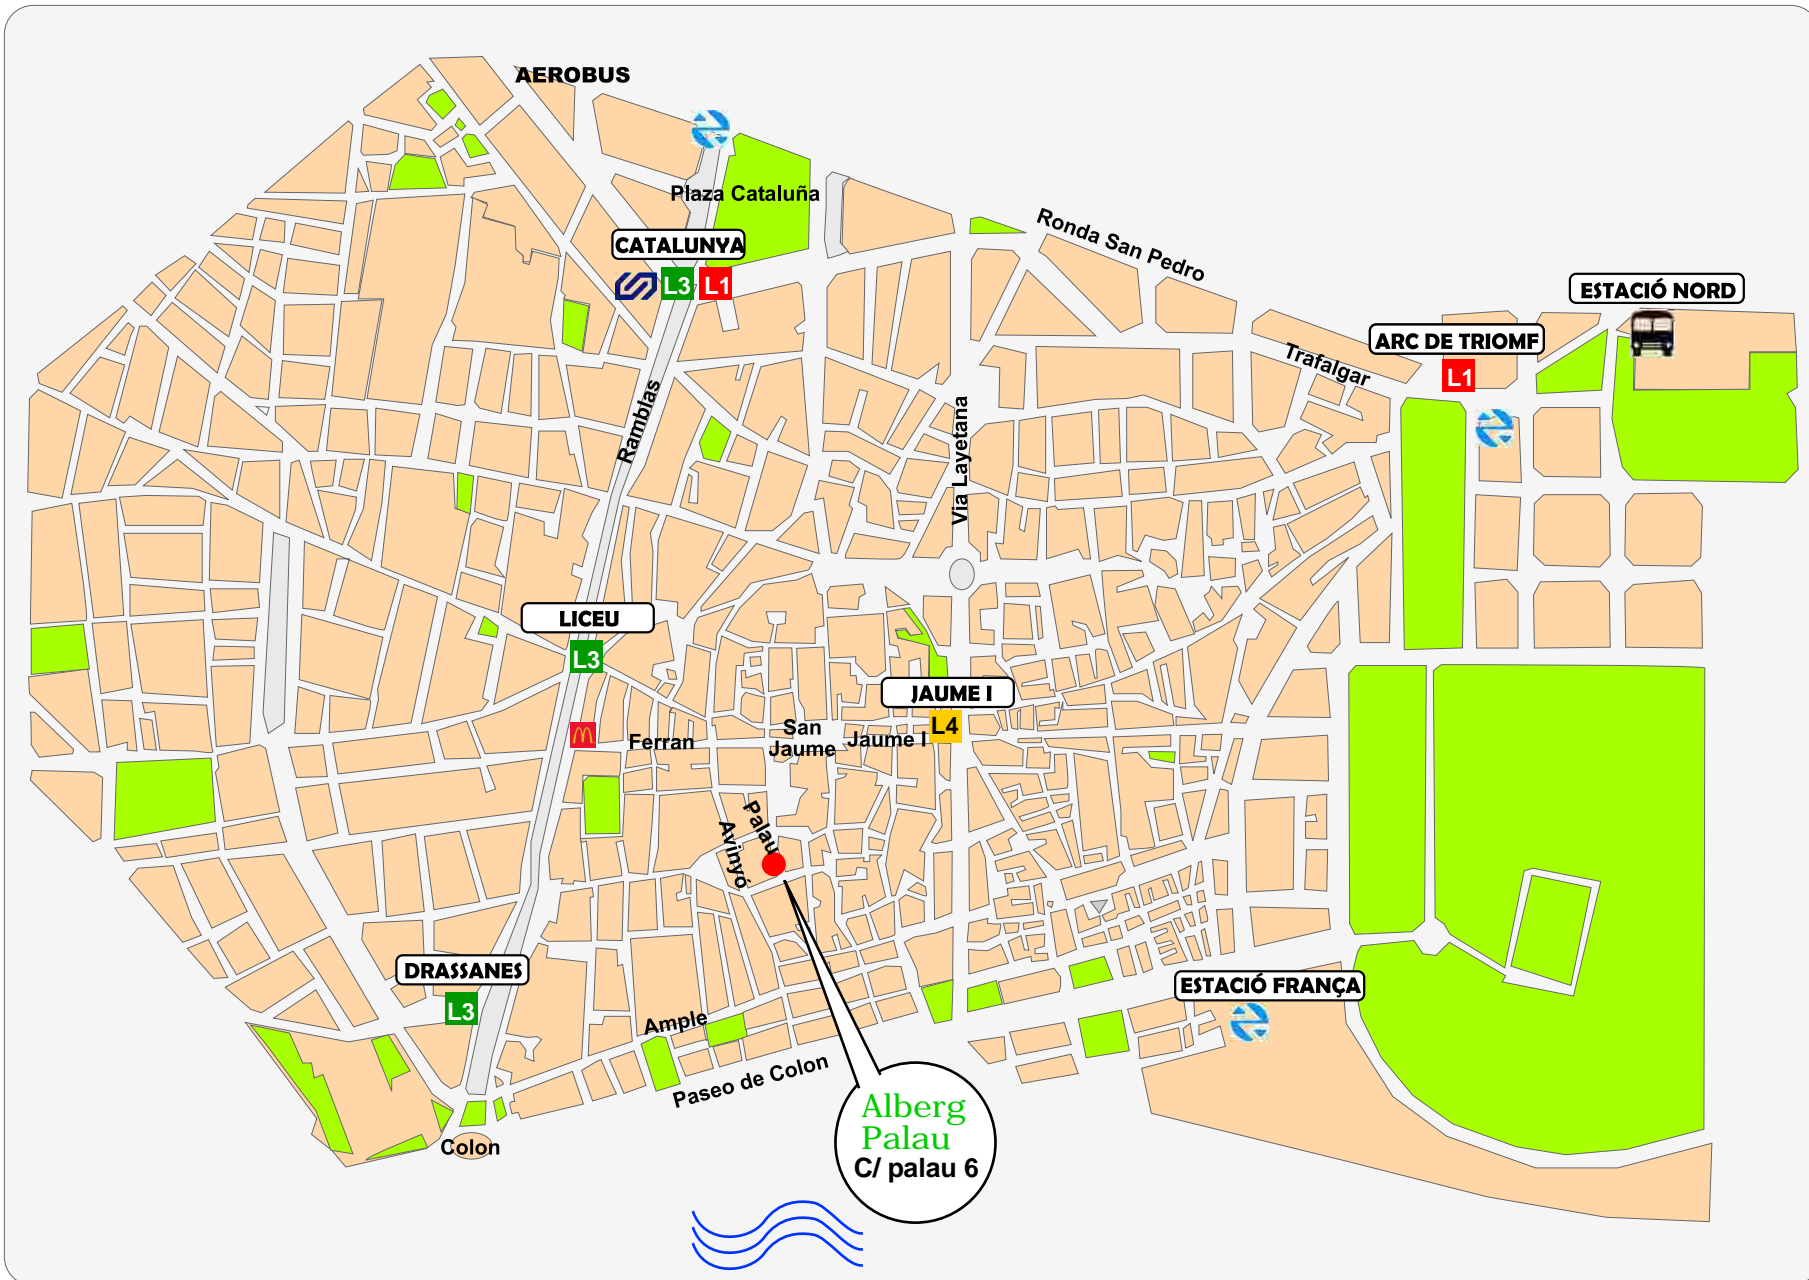 AEROBUS
Plaza Cataluña
Ronda San Pedro
CATALUNYA
L3 L1
ESTACIÓ NORD
ARC DE TRIOMF
L1
Trafalgar
Ramblas
Via Layetana
LICEU
L3
JAUME I
L4
San
Jaume
Jaume I
Ferran
Palau
Avinyó
DRASSANES
L3
ESTACIÓ FRANÇA
Ample
Paseo de Colon
Colon
Alberg
Palau
C/ palau 6